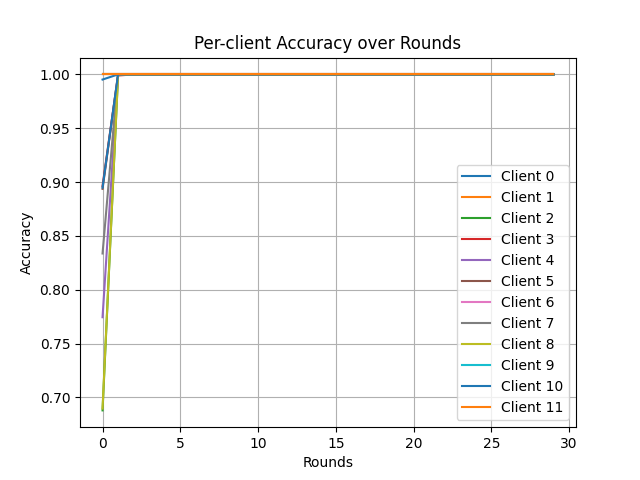 Per-client Accuracy over Rounds
1.00
0.95
0.90
0.85
0.80
0.75
0.70
Accuracy
Client 0
Client 1
Client 2
Client 3
Client 4
Client 5
Client 6
Client 7
Client 8
Client 9
Client 10
Client 11
0 5 10 15 20 25 30
Rounds